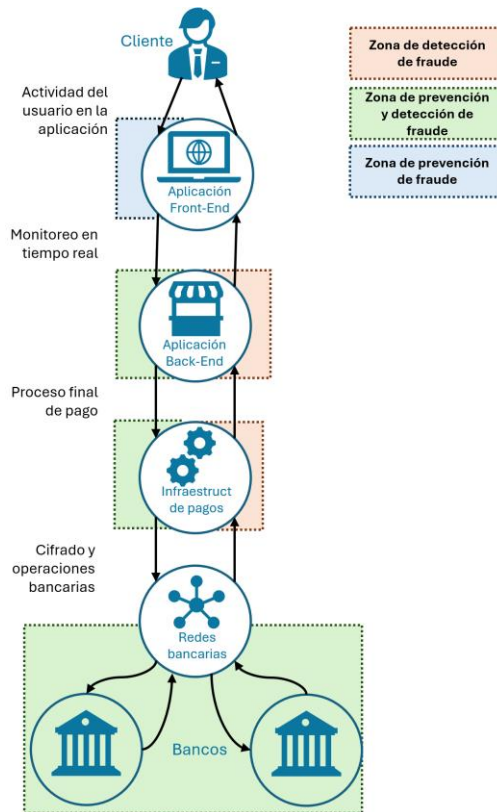 Cliente
Zona de detección
de fraude
Zona de prevención
y detección de
fraude
Zona de prevención
de fraude
Actividad del
usuario en la
aplicación
Aplicación
Front-End
Monitoreo en
tiempo real
Aplicación
Back-End
Proceso final
de pago
Infraestruct
de pagos
Cifrado y
operaciones
bancarias
Redes
bancarias
Bancos